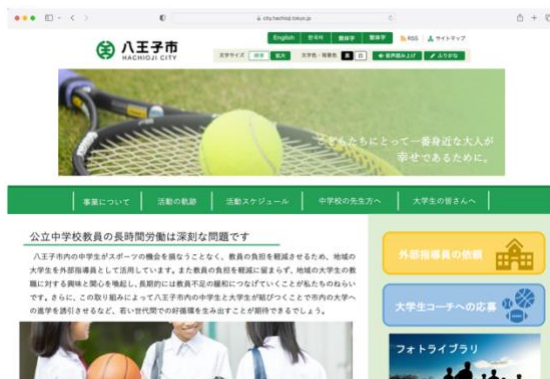 city.hachioji.tokyo.jp
八王子市
HACHIOJI CITY
English 한국어 繁体字 繁体字 RSS サイトマップ
文字サイズ 標準 拡大 文字色・背景色 黒 白 音声読み上げ ふりがな
子どもたちにとって一番身近な大人が
幸せであるために。
事業について 活動の軌跡 活動スケジュール 中学校の先生方へ 大学生の皆さんへ
公立中学校教員の長時間労働は深刻な問題です
八王子市内の中学生がスポーツの機会を損なうことなく、教員の負担を軽減させるため、地域の
大学生を外部指導員として活用しています。また教員の負担を軽減に留まらず、地域の大学生の教
職に対する興味と関心を喚起し、長期的には教員不足の緩和につなげていくことが私たちのねらい
です。さらに、この取り組みによって八王子市内の中学生と大学生が結びつくことで市内の大学へ
の進学を誘引させるなど、若い世代間での好循環を生み出すことが期待できるでしょう。
外部指導員の依頼
大学生コーチへの応募
フォトライブラリ